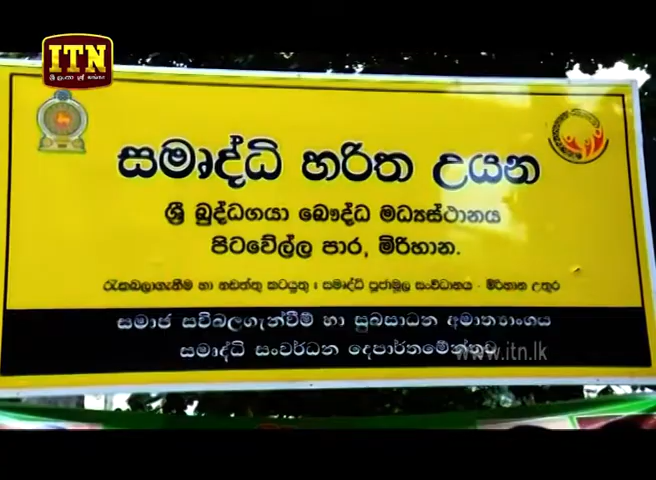 ITN
සමෘද්ධි හරිත උයන
ශ්‍රී බුද්ධගයා බෞද්ධ මධ්‍යස්ථානය
පිටවේල්ල පාර, මිරිහාන.
රැකබලාගැනීම හා නඩත්තු කටයුතු : සමෘද්ධි ප්‍රජාමූල සංවිධානය - මිරිහාන උතුර
සමාජ සවිබලගැන්වීම් හා සුබසාධන අමාත්‍යාංශය
සමෘද්ධි සංවර්ධන දෙපාර්තමේන්තුව
www.itn.lk